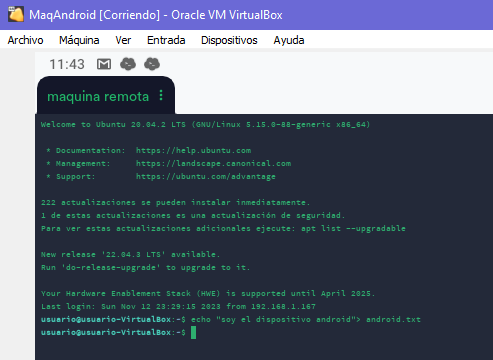 MaqAndroid [Corriendo] - Oracle VM VirtualBox
Archivo Máquina Ver Entrada Dispositivos Ayuda
11:43
maquina remota
Welcome to Ubuntu 20.04.2 LTS (GNU/Linux 5.15.0-88-generic x86_64)
* Documentation: https://help.ubuntu.com
* Management: https://landscape.canonical.com
* Support: https://ubuntu.com/advantage
222 actualizaciones se pueden instalar inmediatamente.
1 de estas actualizaciones es una actualización de seguridad.
Para ver estas actualizaciones adicionales ejecute: apt list --upgradable
New release '22.04.3 LTS' available.
Run 'do-release-upgrade' to upgrade to it.
Your Hardware Enablement Stack (HWE) is supported until April 2025.
Last login: Sun Nov 12 23:29:15 2023 from 192.168.1.167
usuario@usuario-VirtualBox:~$ echo "soy el dispositivo android"> android.txt
usuario@usuario-VirtualBox:~$